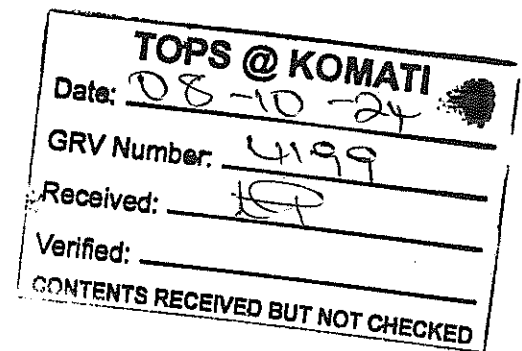 TOPS @ KOMATI
Date: 08-10-24
GRV Number: 4199
Received:
Verified:
CONTENTS RECEIVED BUT NOT CHECKED